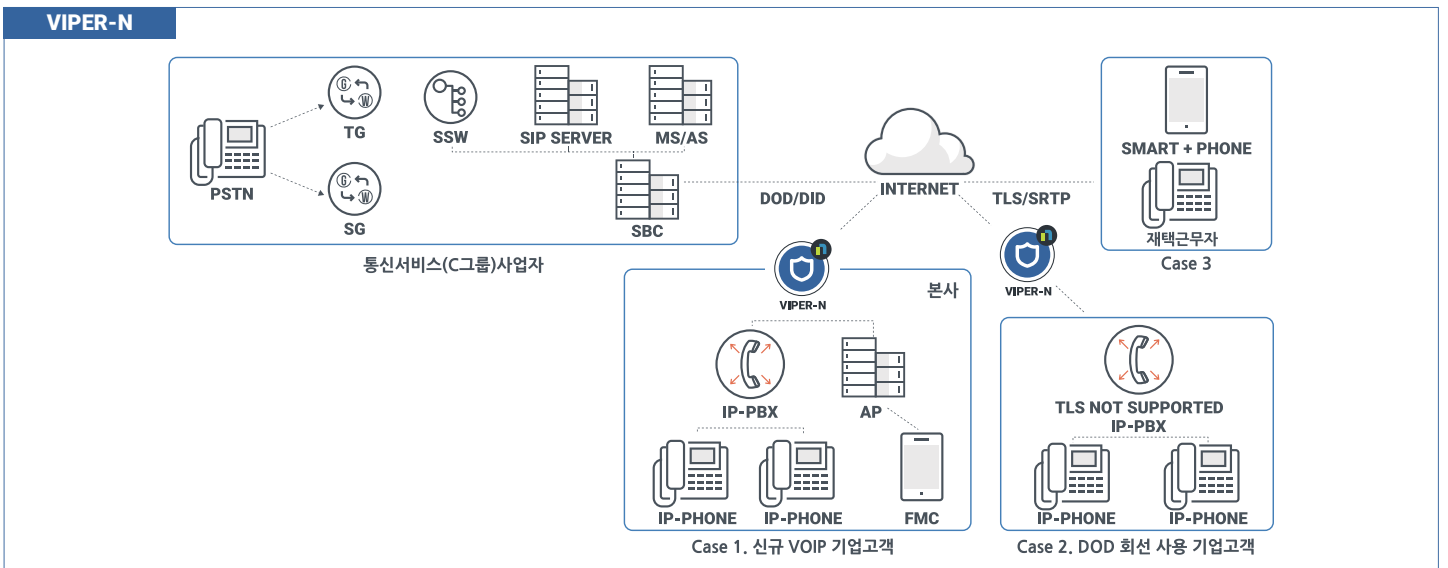 VIPER-N
PSTN
TG
SG
SSW
SIP SERVER
MS/AS
SBC
통신서비스(C그룹)사업자
DOD/DID
INTERNET
TLS/SRTP
SMART + PHONE
재택근무자
Case 3
VIPER-N
본사
IP-PBX
AP
IP-PHONE
IP-PHONE
FMC
Case 1. 신규 VOIP 기업고객
VIPER-N
TLS NOT SUPPORTED
IP-PBX
IP-PHONE
IP-PHONE
Case 2. DOD 회선 사용 기업고객
G
W
G
W
n
n